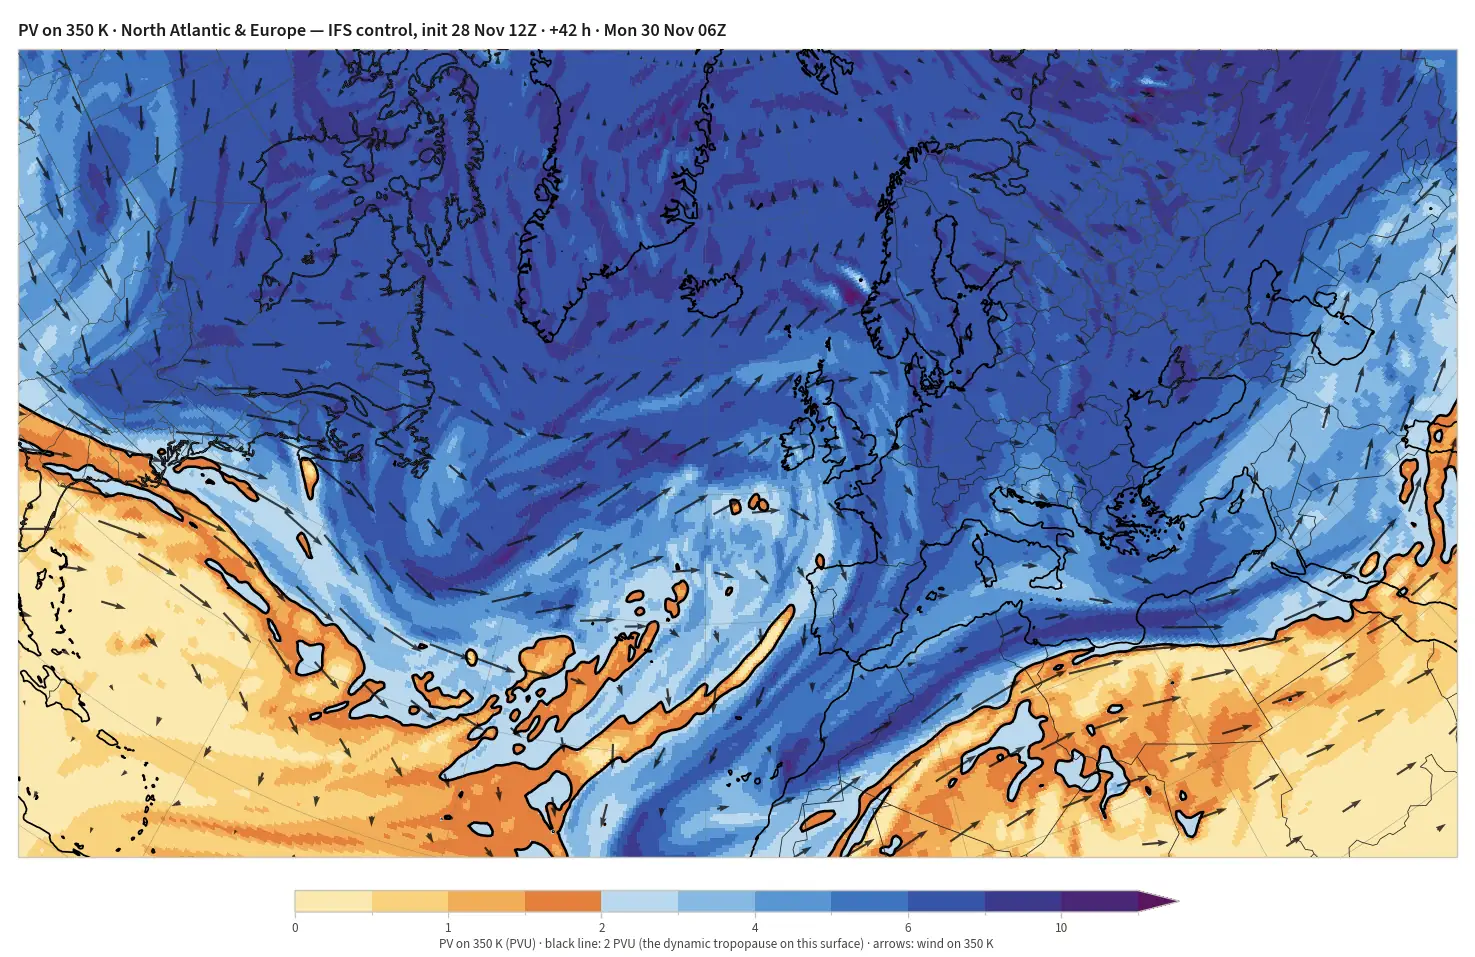 PV on 350 K · North Atlantic & Europe — IFS control, init 28 Nov 12Z · +42 h · Mon 30 Nov 06Z
0 1 2 4 6 10
PV on 350 K (PVU) · black line: 2 PVU (the dynamic tropopause on this surface) · arrows: wind on 350 K